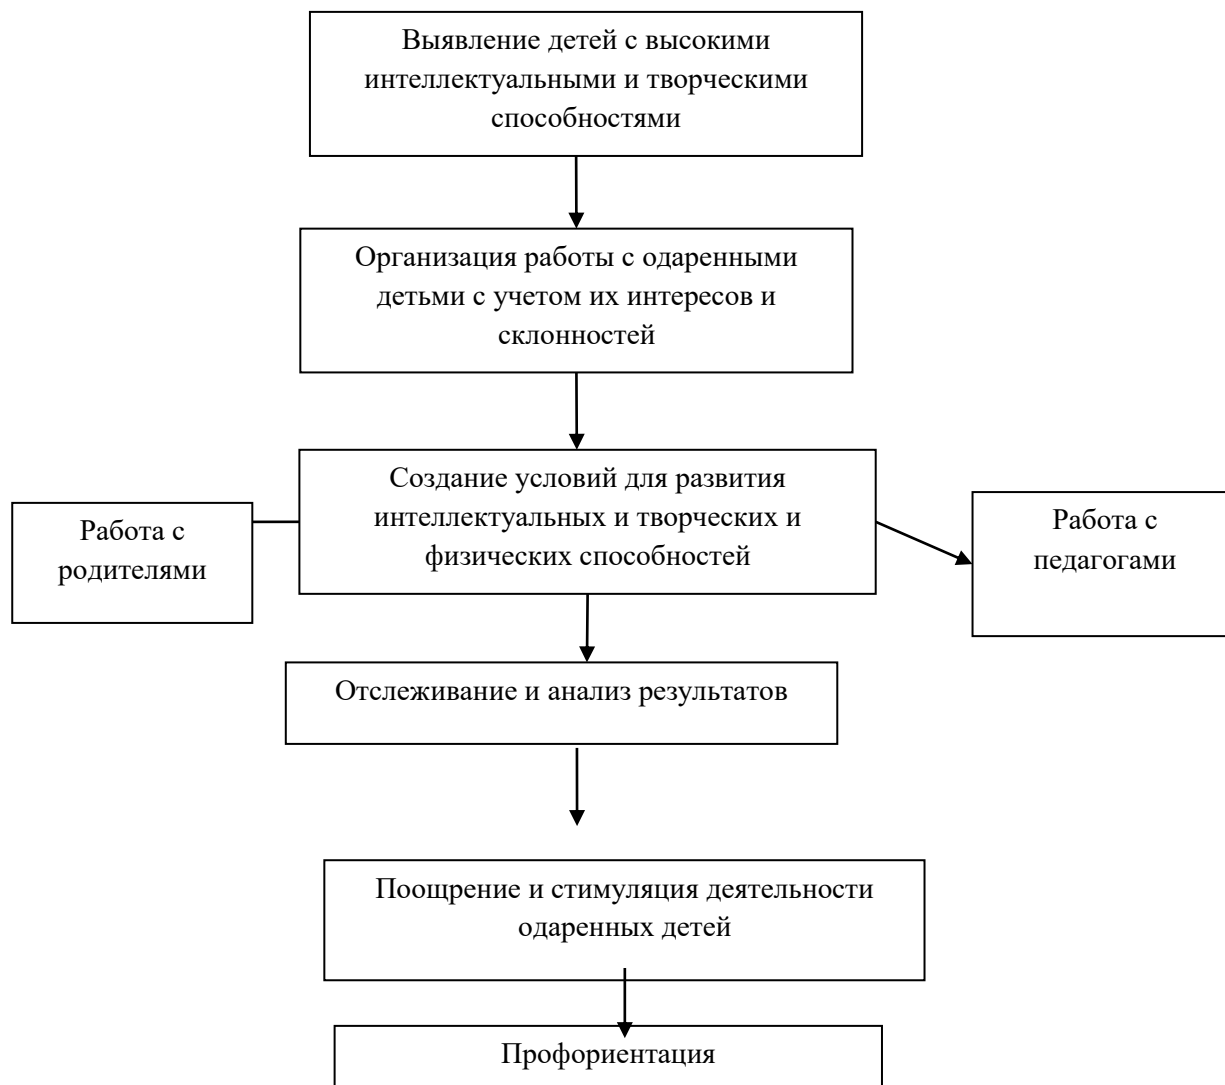 Выявление детей с высокими
интеллектуальными и творческими
способностями
Организация работы с одаренными
детьми с учетом их интересов и
склонностей
Создание условий для развития
интеллектуальных и творческих и
физических способностей
Работа с
родителями
Работа с
педагогами
Отслеживание и анализ результатов
Поощрение и стимуляция деятельности
одаренных детей
Профориентация